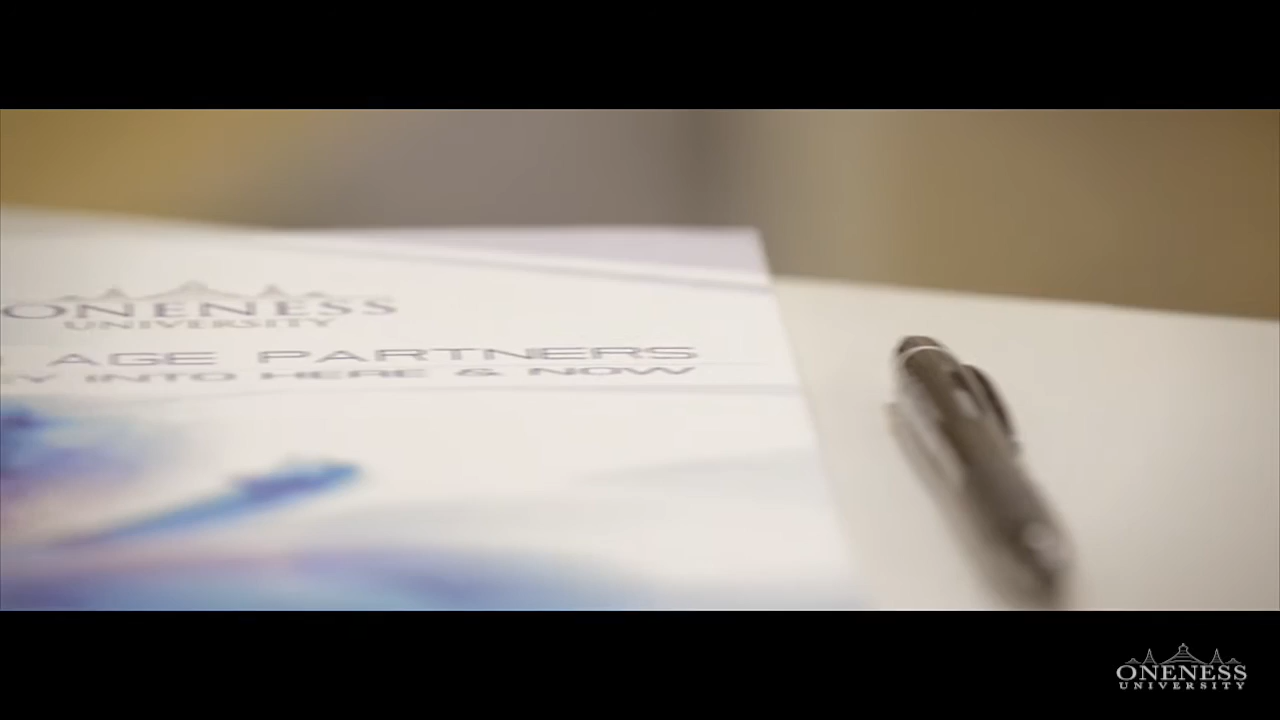 ONENESS
UNIVERSITY
AGE PARTNERS
INTO HERE & NOW
ONENESS
UNIVERSITY